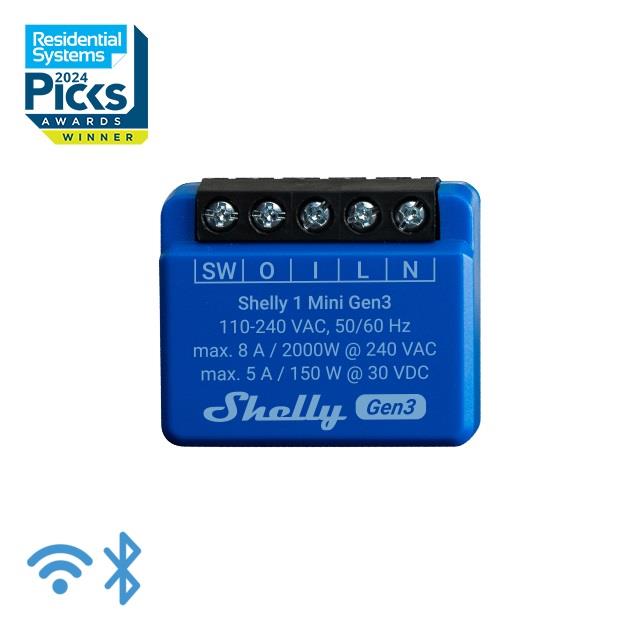 Residential
Systems
2024
Picks
AWARDS
WINNER
SW O I L N
Shelly 1 Mini Gen3
110-240 VAC, 50/60 Hz
max. 8 A / 2000W @ 240 VAC
max. 5 A / 150 W @ 30 VDC
Shelly Gen3